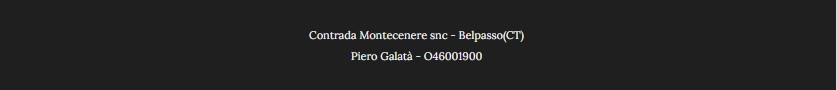 Contrada Montecenere snc - Belpasso(CT)
Piero Galatà - O46001900